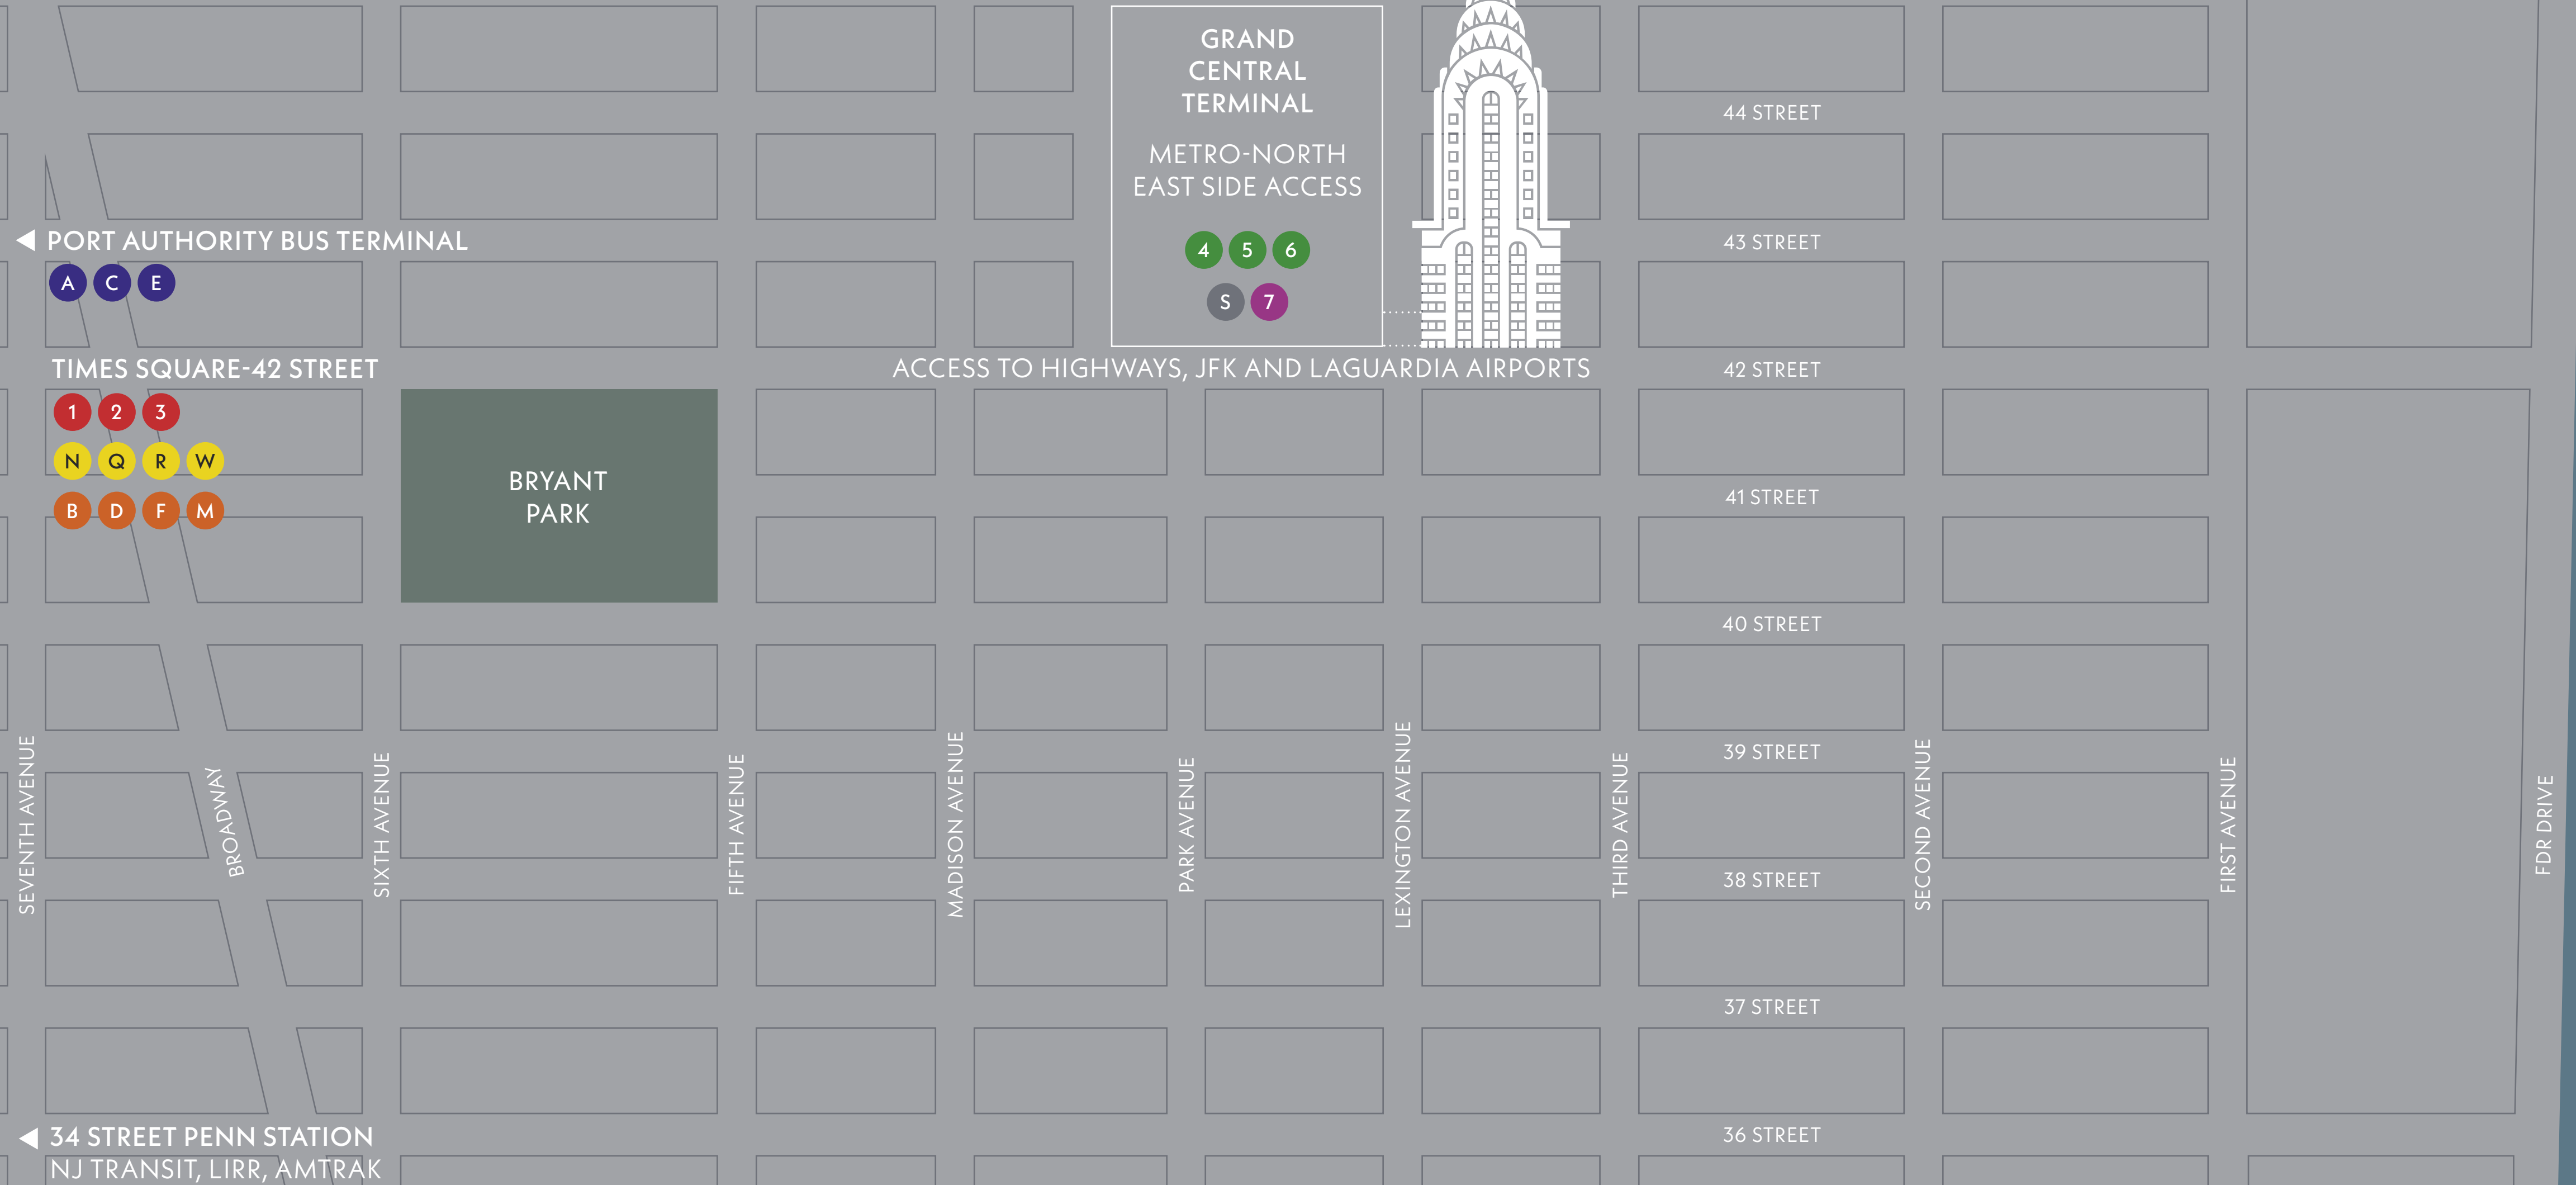 GRAND
CENTRAL
TERMINAL
METRO-NORTH
EAST SIDE ACCESS
4 5 6
S 7
44 STREET
PORT AUTHORITY BUS TERMINAL
A C E
43 STREET
TIMES SQUARE-42 STREET
ACCESS TO HIGHWAYS, JFK AND LAGUARDIA AIRPORTS
42 STREET
1 2 3
N Q R W
B D F M
BRYANT
PARK
41 STREET
40 STREET
39 STREET
38 STREET
37 STREET
36 STREET
SEVENTH AVENUE
BROADWAY
SIXTH AVENUE
FIFTH AVENUE
MADISON AVENUE
PARK AVENUE
LEXINGTON AVENUE
THIRD AVENUE
SECOND AVENUE
FIRST AVENUE
FDR DRIVE
34 STREET PENN STATION
NJ TRANSIT, LIRR, AMTRAK